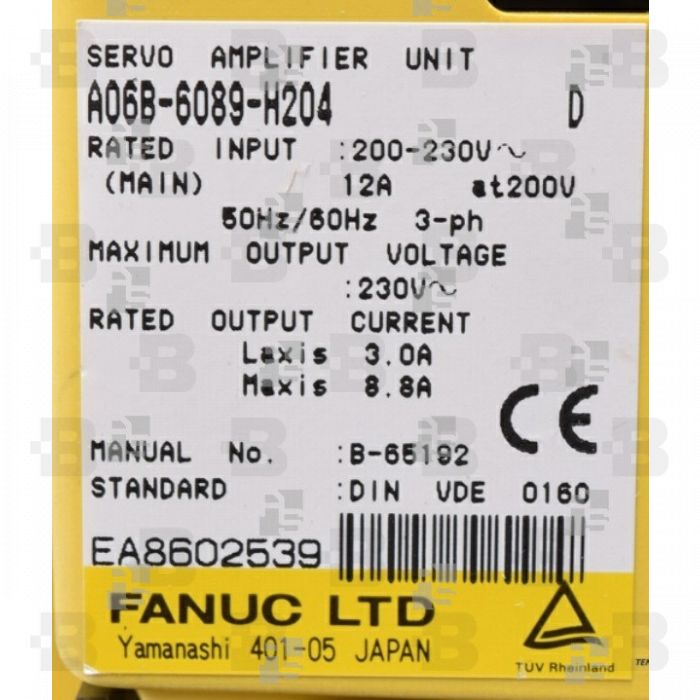 SERVO AMPLIFIER UNIT
A06B-6089-H204 D
RATED INPUT :200-230V~
(MAIN) 12A at200V
50Hz/60Hz 3-ph
MAXIMUM OUTPUT VOLTAGE
:230V~
RATED OUTPUT CURRENT
Laxis 3.0A
Maxis 8.8A
CE
MANUAL No. :B-65192
STANDARD :DIN VDE 0160
EA8602539
FANUC LTD
Yamanashi 401-05 JAPAN
TUV Rheinland